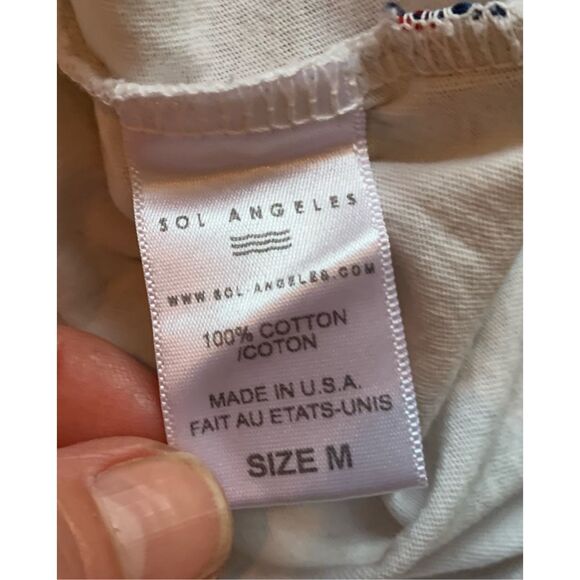 SOL ANGELES
WWW.SOL-ANGELES.COM
100% COTTON
/COTON
MADE IN U.S.A.
FAIT AU ETATS-UNIS
SIZE M